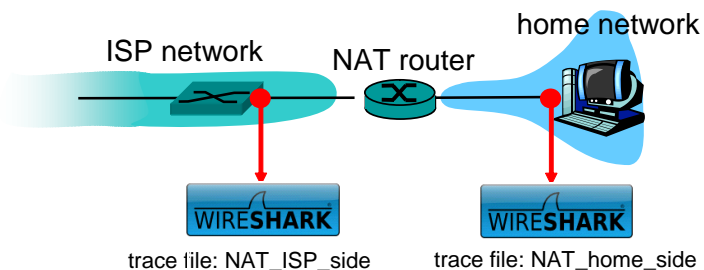 home network
ISP network
NAT router
WIRESHARK
WIRESHARK
trace file: NAT_ISP_side
trace file: NAT_home_side